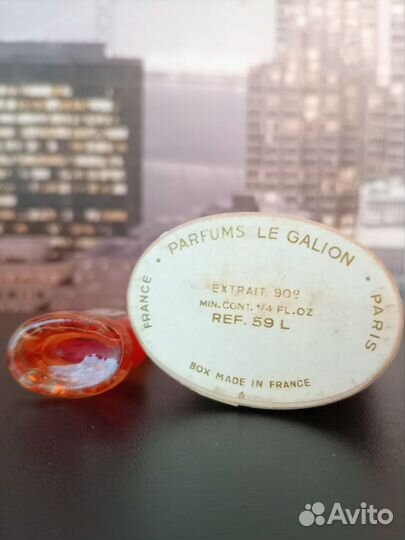 FRANCE • PARFUMS LE GALION • PARIS
EXTRAIT 90º
MIN. CONT. 1/4 FL. OZ
REF. 59 L
BOX MADE IN FRANCE
Avito